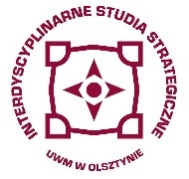 INTERDYSCYPLINARNE STUDIA STRATEGICZNE
UWM W OLSZTYNIE